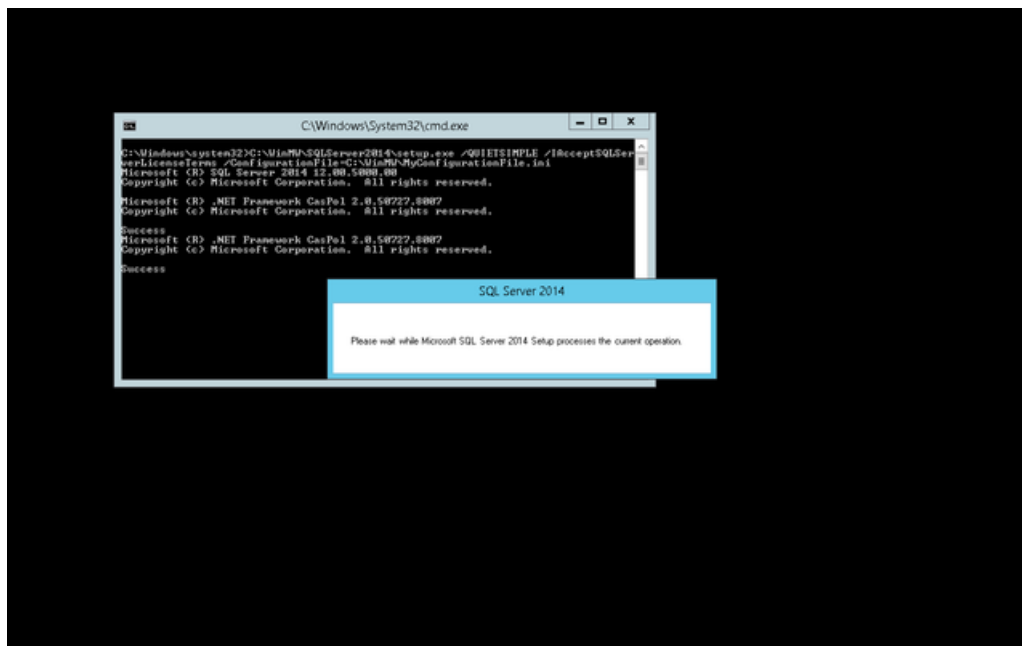 C:\Windows\System32\cmd.exe
C:\Windows\system32>C:\WinMW\SQLServer2014\setup.exe /QUIETSIMPLE /IAcceptSQLSer
verLicenseTerms /ConfigurationFile=C:\WinMW\MyConfigurationFile.ini
Microsoft (R) SQL Server 2014 12.00.5000.00
Copyright (c) Microsoft Corporation.  All rights reserved.
Microsoft (R) .NET Framework CasPol 2.0.50727.8007
Copyright (c) Microsoft Corporation.  All rights reserved.
Success
Microsoft (R) .NET Framework CasPol 2.0.50727.8007
Copyright (c) Microsoft Corporation.  All rights reserved.
Success
SQL Server 2014
Please wait while Microsoft SQL Server 2014 Setup processes the current operation.